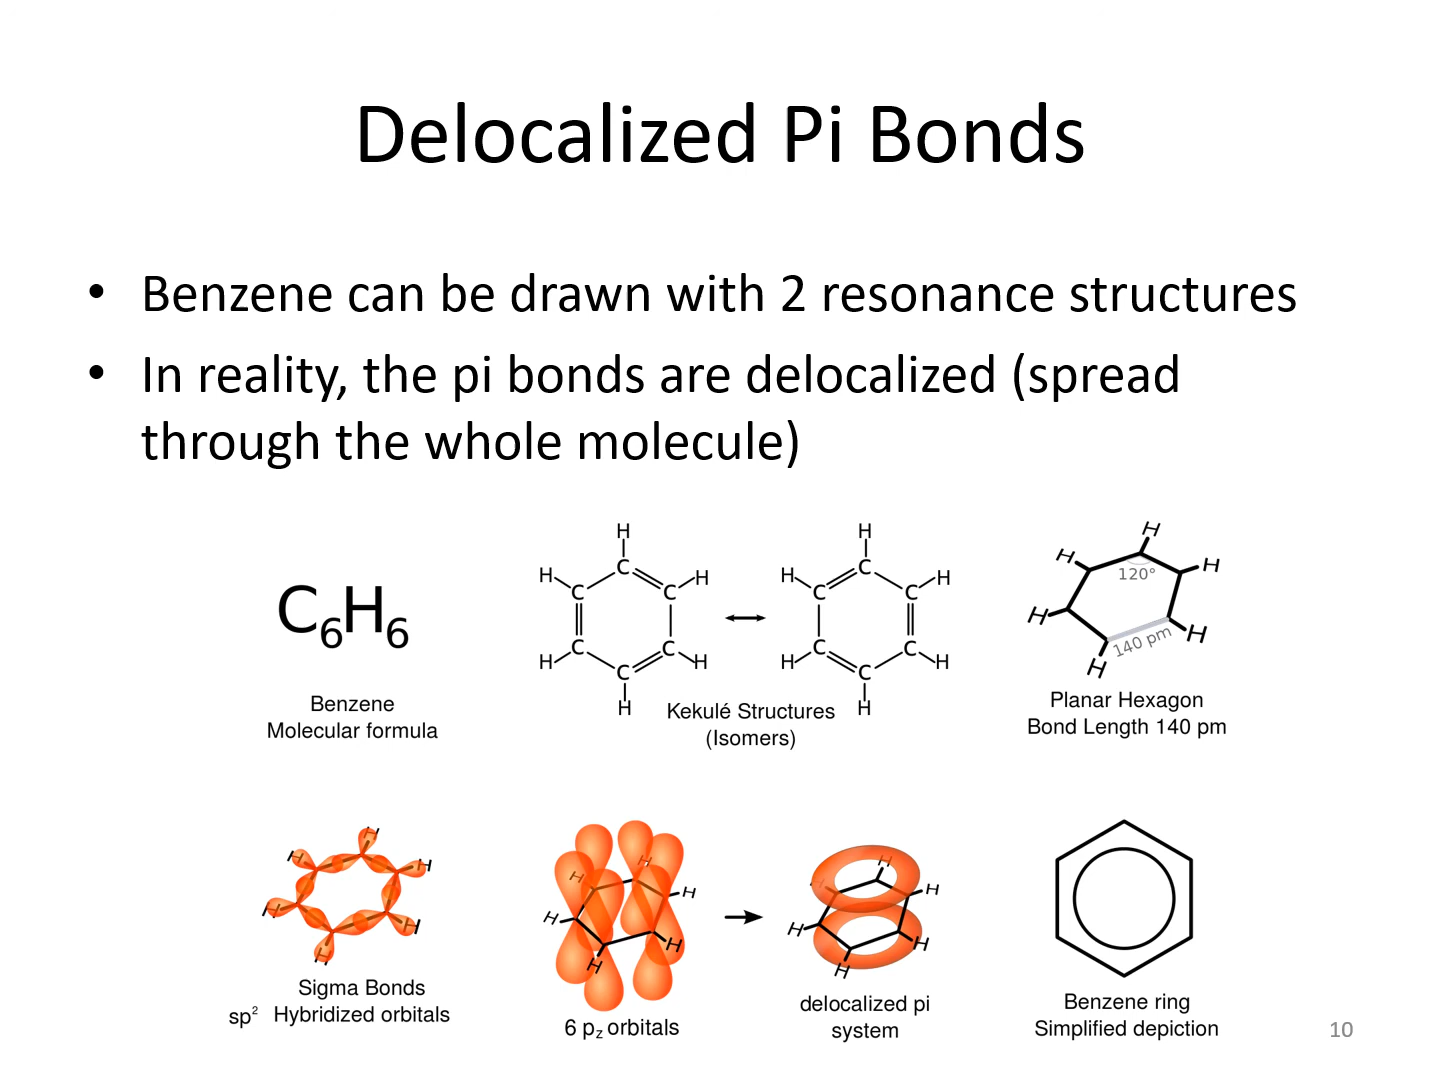 Delocalized Pi Bonds
• Benzene can be drawn with 2 resonance structures
• In reality, the pi bonds are delocalized (spread
through the whole molecule)
C₆H₆
Benzene
Molecular formula
H
H C C H
C
C C
H C H
H
H
H C C H
C
C C
H C H
H
Kekulé Structures
(Isomers)
H
H H
120°
H H
140 pm
H
Planar Hexagon
Bond Length 140 pm
H
H H
H H
H
Sigma Bonds
sp² Hybridized orbitals
H
H H
H H
H
6 p_z orbitals
H
H H
H H
H
delocalized pi
system
Benzene ring
Simplified depiction
10